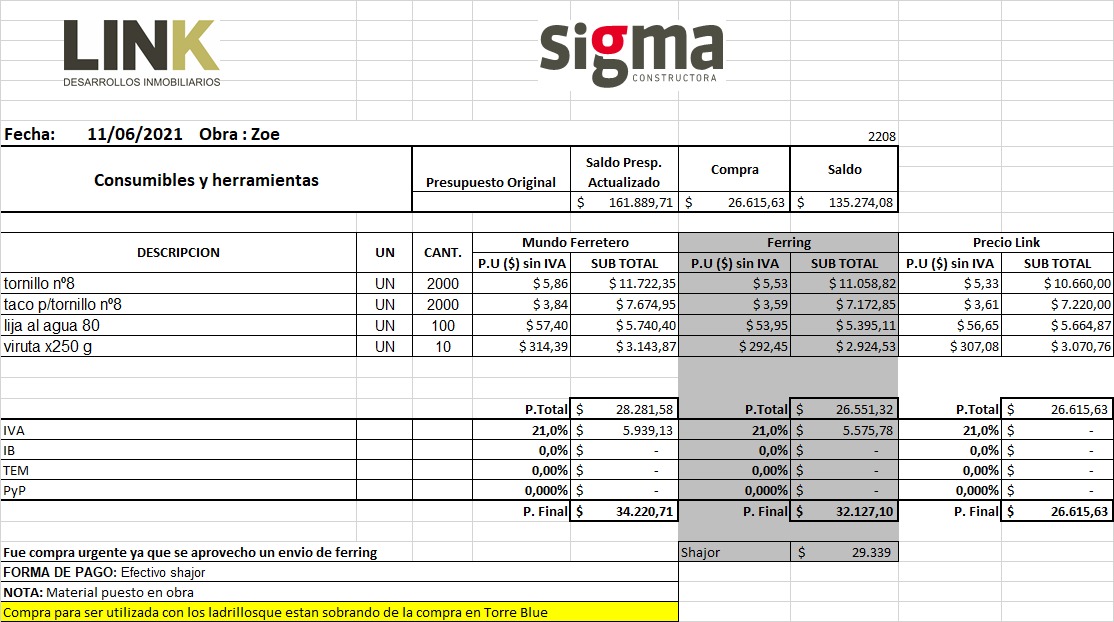 LINK
DESARROLLOS INMOBILIARIOS
sigma
CONSTRUCTORA
Fecha: 11/06/2021 Obra : Zoe 2208
Consumibles y herramientas Presupuesto Original Saldo Presp. Actualizado Compra Saldo
$ 161.889,71 $ 26.615,63 $ 135.274,08
DESCRIPCION UN CANT. Mundo Ferretero Ferring Precio Link
P.U ($) sin IVA SUB TOTAL P.U ($) sin IVA SUB TOTAL P.U ($) sin IVA SUB TOTAL
tornillo nº8 UN 2000 $ 5,86 $ 11.722,35 $ 5,53 $ 11.058,82 $ 5,33 $ 10.660,00
taco p/tornillo nº8 UN 2000 $ 3,84 $ 7.674,95 $ 3,59 $ 7.172,85 $ 3,61 $ 7.220,00
lija al agua 80 UN 100 $ 57,40 $ 5.740,40 $ 53,95 $ 5.395,11 $ 56,65 $ 5.664,87
viruta x250 g UN 10 $ 314,39 $ 3.143,87 $ 292,45 $ 2.924,53 $ 307,08 $ 3.070,76
P.Total $ 28.281,58 P.Total $ 26.551,32 P.Total $ 26.615,63
IVA 21,0% $ 5.939,13 21,0% $ 5.575,78 21,0% $ -
IB 0,0% $ - 0,0% $ - 0,0% $ -
TEM 0,00% $ - 0,00% $ - 0,00% $ -
PyP 0,000% $ - 0,000% $ - 0,000% $ -
P. Final $ 34.220,71 P. Final $ 32.127,10 P. Final $ 26.615,63
Fue compra urgente ya que se aprovecho un envio de ferring Shajor $ 29.339
FORMA DE PAGO: Efectivo shajor
NOTA: Material puesto en obra
Compra para ser utilizada con los ladrillosque estan sobrando de la compra en Torre Blue